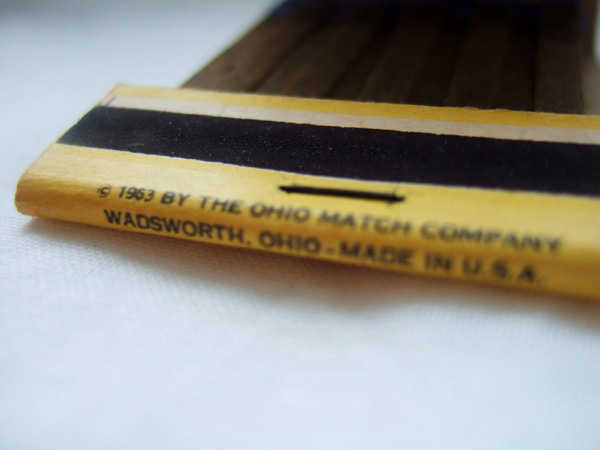 © 1963 BY THE OHIO MATCH COMPANY
WADSWORTH, OHIO - MADE IN U.S.A.